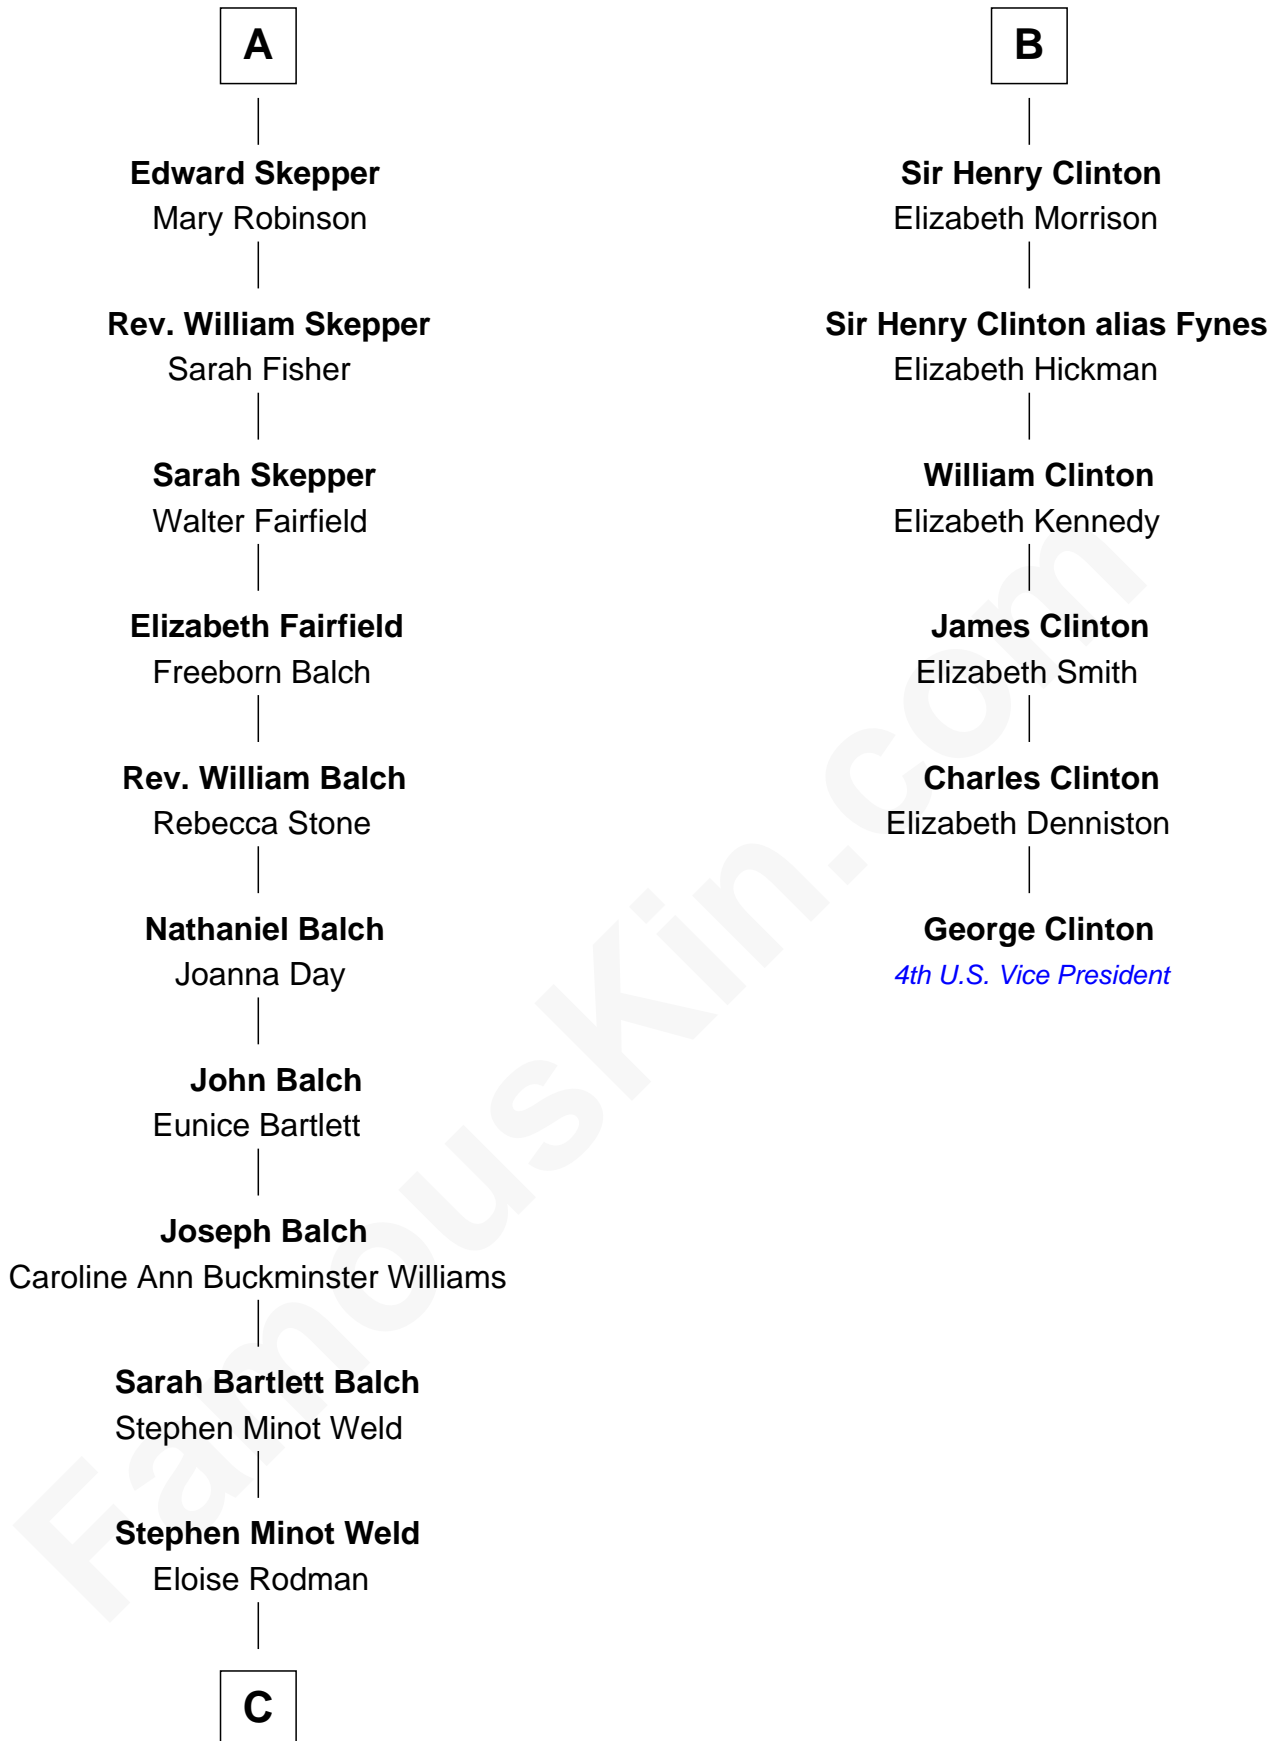 A
Edward Skepper
Mary Robinson
Rev. William Skepper
Sarah Fisher
Sarah Skepper
Walter Fairfield
Elizabeth Fairfield
Freeborn Balch
Rev. William Balch
Rebecca Stone
Nathaniel Balch
Joanna Day
John Balch
Eunice Bartlett
Joseph Balch
Caroline Ann Buckminster Williams
Sarah Bartlett Balch
Stephen Minot Weld
Stephen Minot Weld
Eloise Rodman
C
B
Sir Henry Clinton
Elizabeth Morrison
Sir Henry Clinton alias Fynes
Elizabeth Hickman
William Clinton
Elizabeth Kennedy
James Clinton
Elizabeth Smith
Charles Clinton
Elizabeth Denniston
George Clinton
4th U.S. Vice President
FamousKin.com